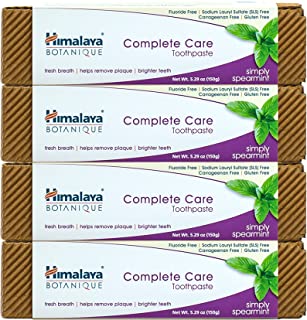 Fluoride Free | Sodium Lauryl Sulfate (SLS) Free
Carrageenan Free | Gluten Free
Himalaya
BOTANIQUE
Complete Care
Toothpaste
simply
spearmint
fresh breath | helps remove plaque | brighter teeth
Net Wt. 5.29 oz (150g)
Fluoride Free | Sodium Lauryl Sulfate (SLS) Free
Carrageenan Free | Gluten Free
Himalaya
BOTANIQUE
Complete Care
Toothpaste
simply
spearmint
fresh breath | helps remove plaque | brighter teeth
Net Wt. 5.29 oz (150g)
Fluoride Free | Sodium Lauryl Sulfate (SLS) Free
Carrageenan Free | Gluten Free
Himalaya
BOTANIQUE
Complete Care
Toothpaste
simply
spearmint
fresh breath | helps remove plaque | brighter teeth
Net Wt. 5.29 oz (150g)
Fluoride Free | Sodium Lauryl Sulfate (SLS) Free
Carrageenan Free | Gluten Free
Himalaya
BOTANIQUE
Complete Care
Toothpaste
simply
spearmint
fresh breath | helps remove plaque | brighter teeth
Net Wt. 5.29 oz (150g)